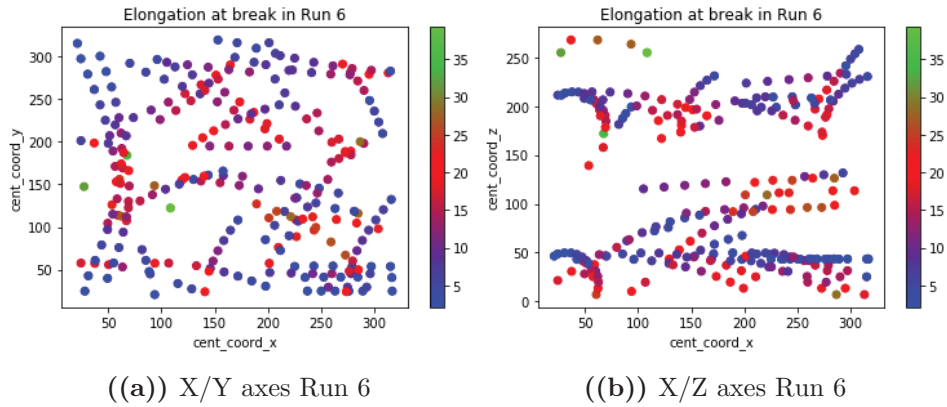 Elongation at break in Run 6
cent_coord_y
300
250
200
150
100
50
50 100 150 200 250 300
cent_coord_x
35
30
25
20
15
10
5
((a)) X/Y axes Run 6
Elongation at break in Run 6
cent_coord_z
250
200
150
100
50
0
50 100 150 200 250 300
cent_coord_x
35
30
25
20
15
10
5
((b)) X/Z axes Run 6